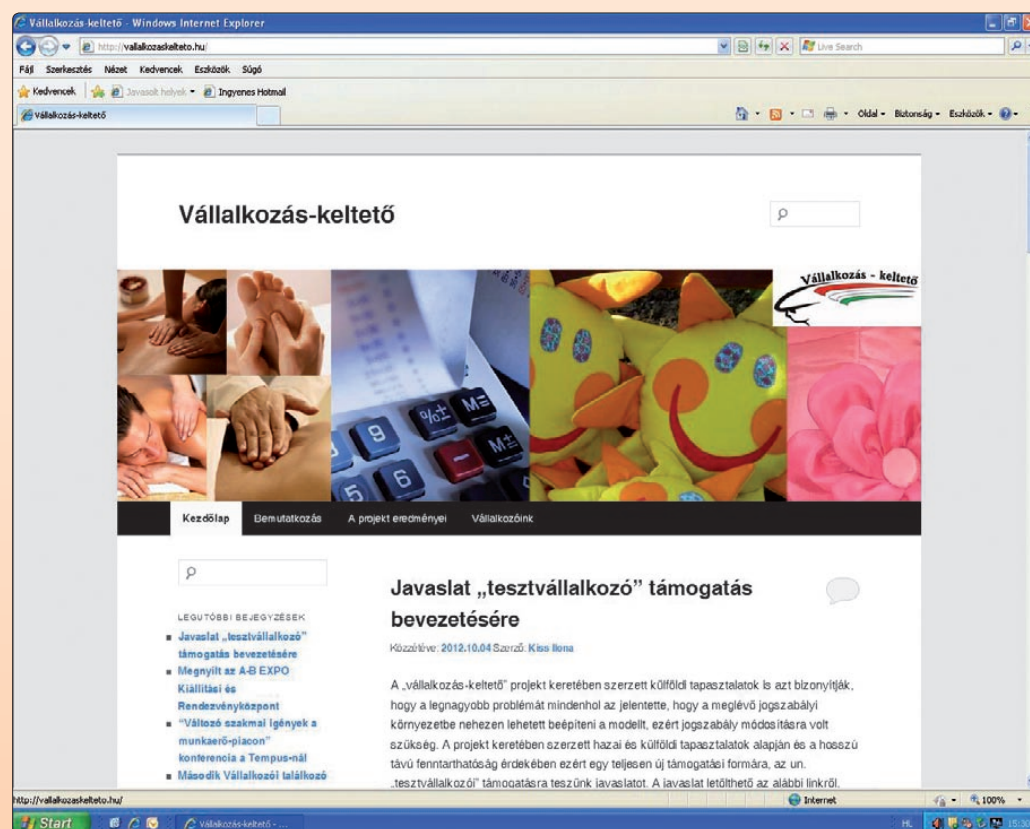 Vállalkozás-keltető - Windows Internet Explorer
http://vallalkozaskelteto.hu/
Live Search
Fájl Szerkesztés Nézet Kedvencek Eszközök Súgó
Kedvencek Javasolt helyek Ingyenes Hotmail
Vállalkozás-keltető
Oldal Biztonság Eszközök
Vállalkozás-keltető
Vállalkozás - keltető
%± M=
9 - M±
5 6
Kezdőlap Bemutatkozás A projekt eredményei Vállalkozóink
LEGUTÓBBI BEJEGYZÉSEK
Javaslat „tesztvállalkozó”
támogatás bevezetésére
Megnyílt az A-B EXPO
Kiállítási és
Rendezvényközpont
“Változó szakmai igények a
munkaerő-piacon”
konferencia a Tempus-nál
Második Vállalkozói találkozó
Javaslat „tesztvállalkozó” támogatás
bevezetésére
Közzétéve: 2012.10.04 Szerző: Kiss Ilona
A „vállalkozás-keltető” projekt keretében szerzett külföldi tapasztalatok is azt bizonyítják,
hogy a legnagyobb problémát mindenhol az jelentette, hogy a meglévő jogszabályi
környezetbe nehezen lehetett beépíteni a modellt, ezért jogszabály módosításra volt
szükség. A projekt keretében szerzett hazai és külföldi tapasztalatok alapján és a hosszú
távú fenntarthatóság érdekében ezért egy teljesen új támogatási formára, az un.
„tesztvállalkozói” támogatásra teszünk javaslatot. A javaslat letölthető az alábbi linkről.
http://vallalkozaskelteto.hu/
Internet
100%
Start
Vállalkozás-keltető - ...
HL
15:30